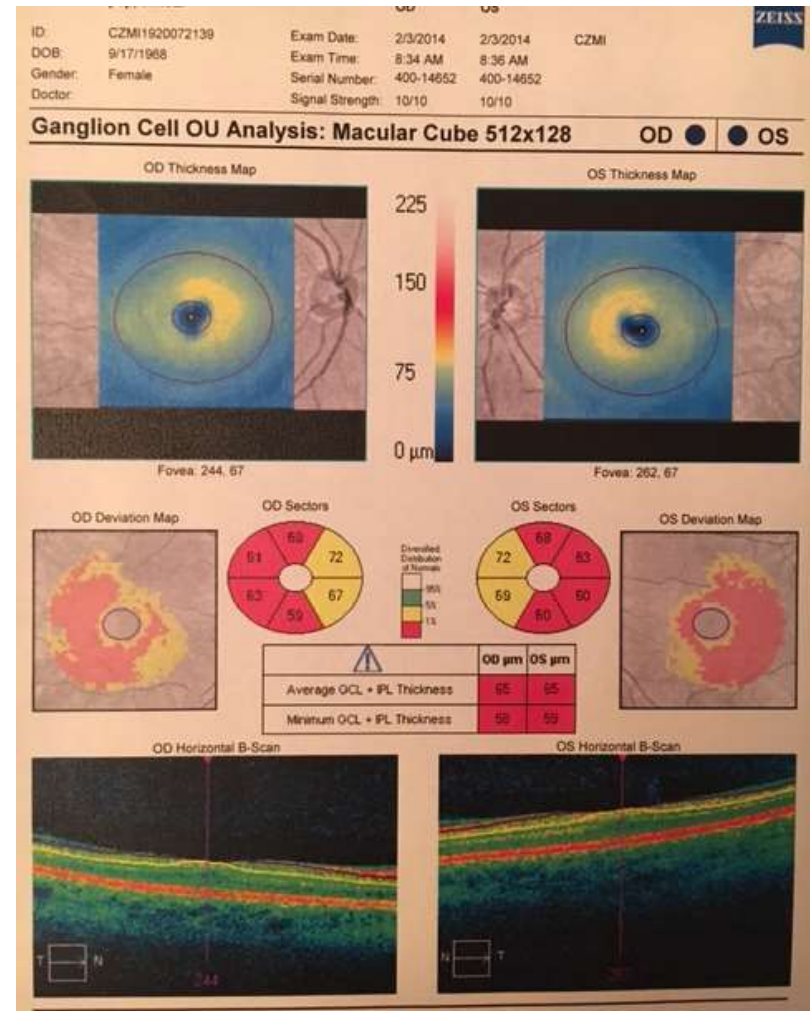 OD OS
ZEISS
ID: CZMI1920072139 Exam Date: 2/3/2014 2/3/2014 CZMI
DOB: 9/17/1968 Exam Time: 8:34 AM 8:36 AM
Gender: Female Serial Number: 400-14652 400-14652
Doctor: Signal Strength: 10/10 10/10
Ganglion Cell OU Analysis: Macular Cube 512x128 OD OS
OD Thickness Map OS Thickness Map
225
150
75
0 µm
Fovea: 244, 67 Fovea: 262, 67
OD Deviation Map OD Sectors OS Sectors OS Deviation Map
Diversified
Distribution
of Normals
95%
5%
1%
61 72
63 67
59
68
72 63
69 60
60
OD µm OS µm
Average GCL + IPL Thickness 65 65
Minimum GCL + IPL Thickness 58 59
OD Horizontal B-Scan OS Horizontal B-Scan
T N N T
244